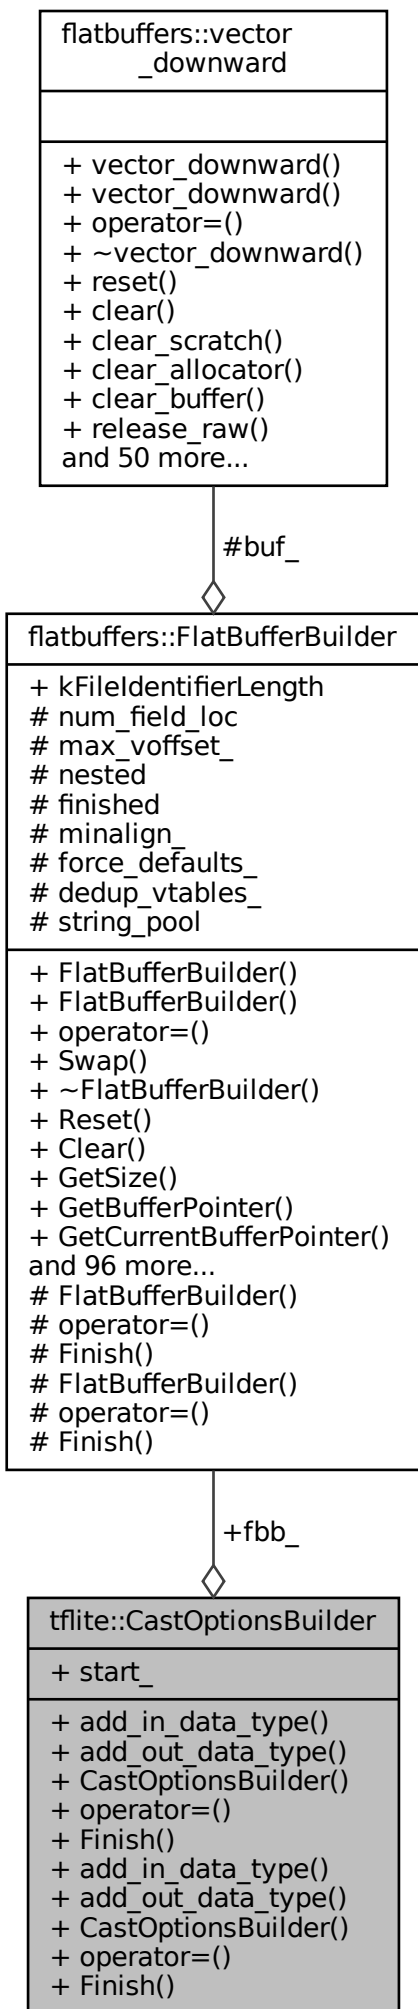 flatbuffers::vector
_downward
+ vector_downward()
+ vector_downward()
+ operator=()
+ ~vector_downward()
+ reset()
+ clear()
+ clear_scratch()
+ clear_allocator()
+ clear_buffer()
+ release_raw()
and 50 more...
#buf_
flatbuffers::FlatBufferBuilder
+ kFileIdentifierLength
# num_field_loc
# max_voffset_
# nested
# finished
# minalign_
# force_defaults_
# dedup_vtables_
# string_pool
+ FlatBufferBuilder()
+ FlatBufferBuilder()
+ operator=()
+ Swap()
+ ~FlatBufferBuilder()
+ Reset()
+ Clear()
+ GetSize()
+ GetBufferPointer()
+ GetCurrentBufferPointer()
and 96 more...
# FlatBufferBuilder()
# operator=()
# Finish()
# FlatBufferBuilder()
# operator=()
# Finish()
+fbb_
tflite::CastOptionsBuilder
+ start_
+ add_in_data_type()
+ add_out_data_type()
+ CastOptionsBuilder()
+ operator=()
+ Finish()
+ add_in_data_type()
+ add_out_data_type()
+ CastOptionsBuilder()
+ operator=()
+ Finish()